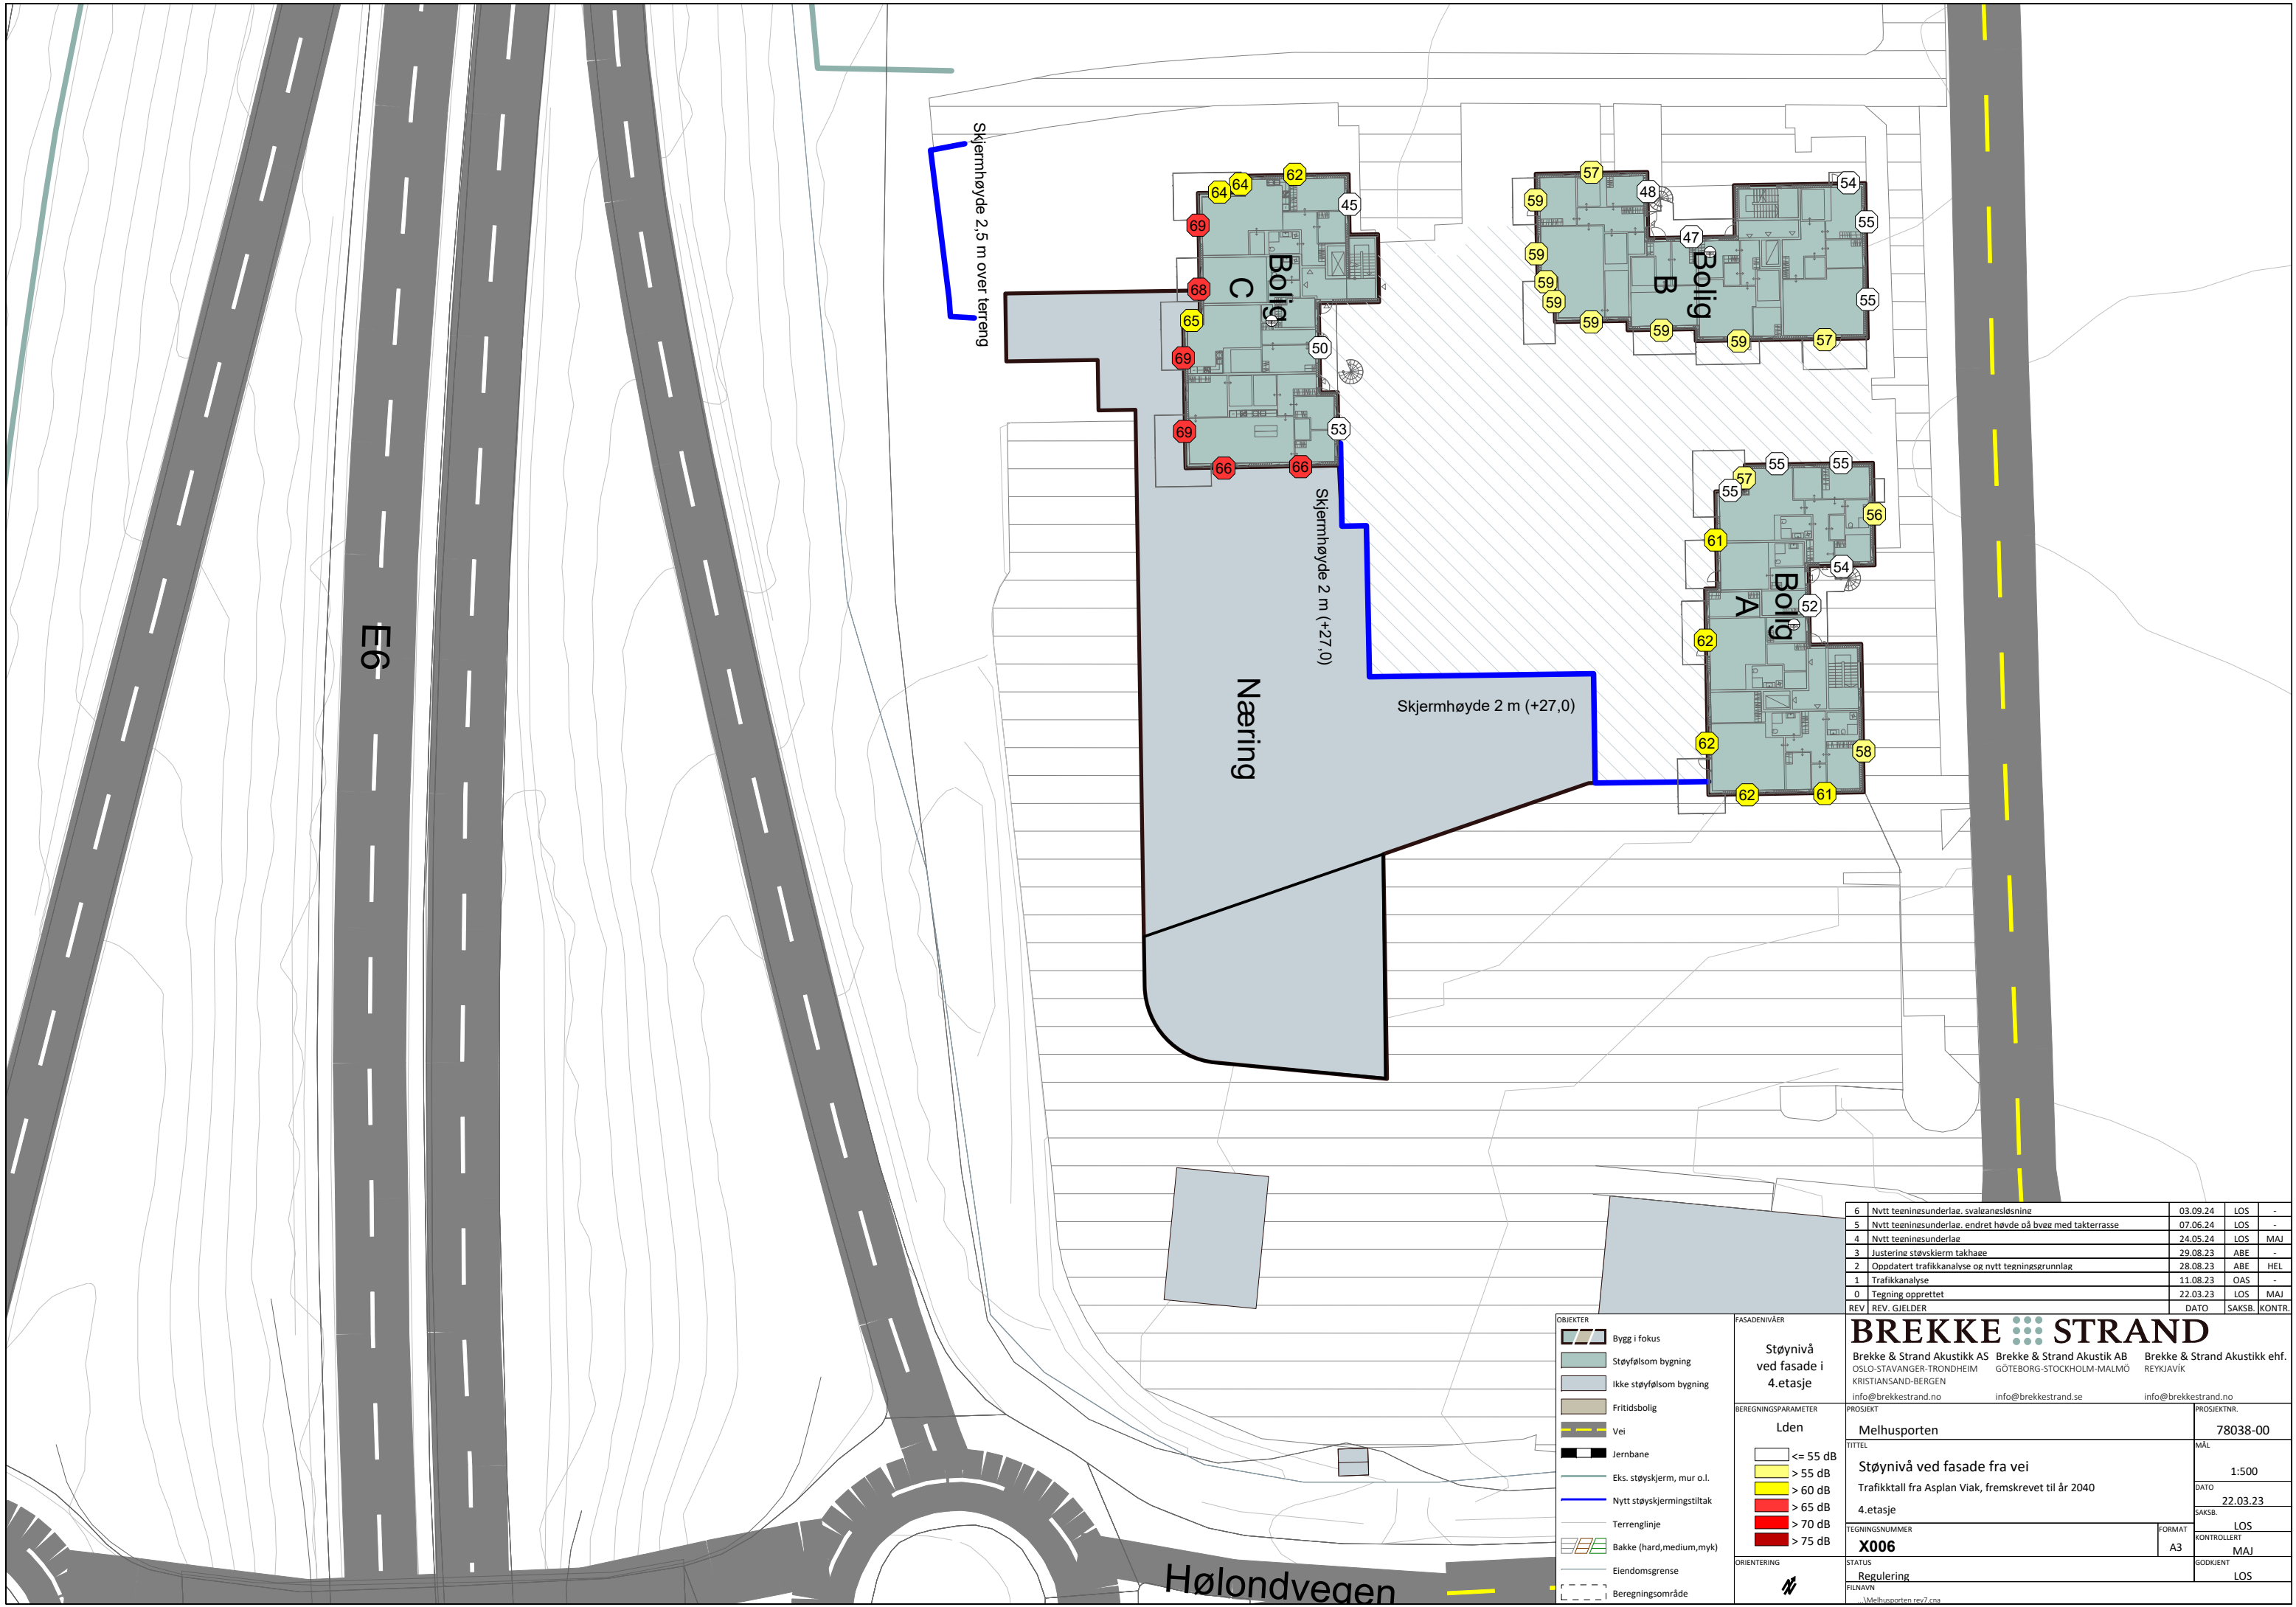 Skjermhøyde 2,5 m over terreng
64
64
62
45
69
68
65
69
50
69
53
66
66
Bolig
C
57
48
54
59
55
47
59
59
59
55
59
59
59
57
Bolig
B
55
55
57
55
56
61
54
52
62
62
58
62
61
Bolig
A
E6
Skjermhøyde 2 m (+27,0)
Skjermhøyde 2 m (+27,0)
Næring
Hølondvegen
6 Nytt tegningsunderlag, svalgangsløsning 03.09.24 LOS -
5 Nytt tegningsunderlag, endret høyde på bygg med takterrasse 07.06.24 LOS -
4 Nytt tegningsunderlag 24.05.24 LOS MAJ
3 Justering støyskjerm takhage 29.08.23 ABE -
2 Oppdatert trafikkanalyse og nytt tegningsgrunnlag 28.08.23 ABE HEL
1 Trafikkanalyse 11.08.23 OAS -
0 Tegning opprettet 22.03.23 LOS MAJ
REV REV. GJELDER DATO SAKSB. KONTR.
OBJEKTER
Bygg i fokus
Støyfølsom bygning
Ikke støyfølsom bygning
Fritidsbolig
Vei
Jernbane
Eks. støyskjerm, mur o.l.
Nytt støyskjermingstiltak
Terrenglinje
Bakke (hard,medium,myk)
Eiendomsgrense
Beregningsområde
FASADENIVÅER
Støynivå
ved fasade i
4.etasje
BEREGNINGSPARAMETER
Lden
<= 55 dB
> 55 dB
> 60 dB
> 65 dB
> 70 dB
> 75 dB
ORIENTERING
BREKKE STRAND
Brekke & Strand Akustikk AS Brekke & Strand Akustik AB Brekke & Strand Akustikk ehf.
OSLO-STAVANGER-TRONDHEIM GÖTEBORG-STOCKHOLM-MALMÖ REYKJAVÍK
KRISTIANSAND-BERGEN
info@brekkestrand.no info@brekkestrand.se info@brekkestrand.no
PROSJEKT
Melhusporten
PROSJEKTNR.
78038-00
TITTEL
Støynivå ved fasade fra vei
Trafikktall fra Asplan Viak, fremskrevet til år 2040
4.etasje
MÅL
1:500
DATO
22.03.23
SAKSB.
LOS
TEGNINGSNUMMER
X006
FORMAT
A3
KONTROLLERT
MAJ
STATUS
Regulering
GODKJENT
LOS
FILNAVN
...\Melhusporten rev7.cna